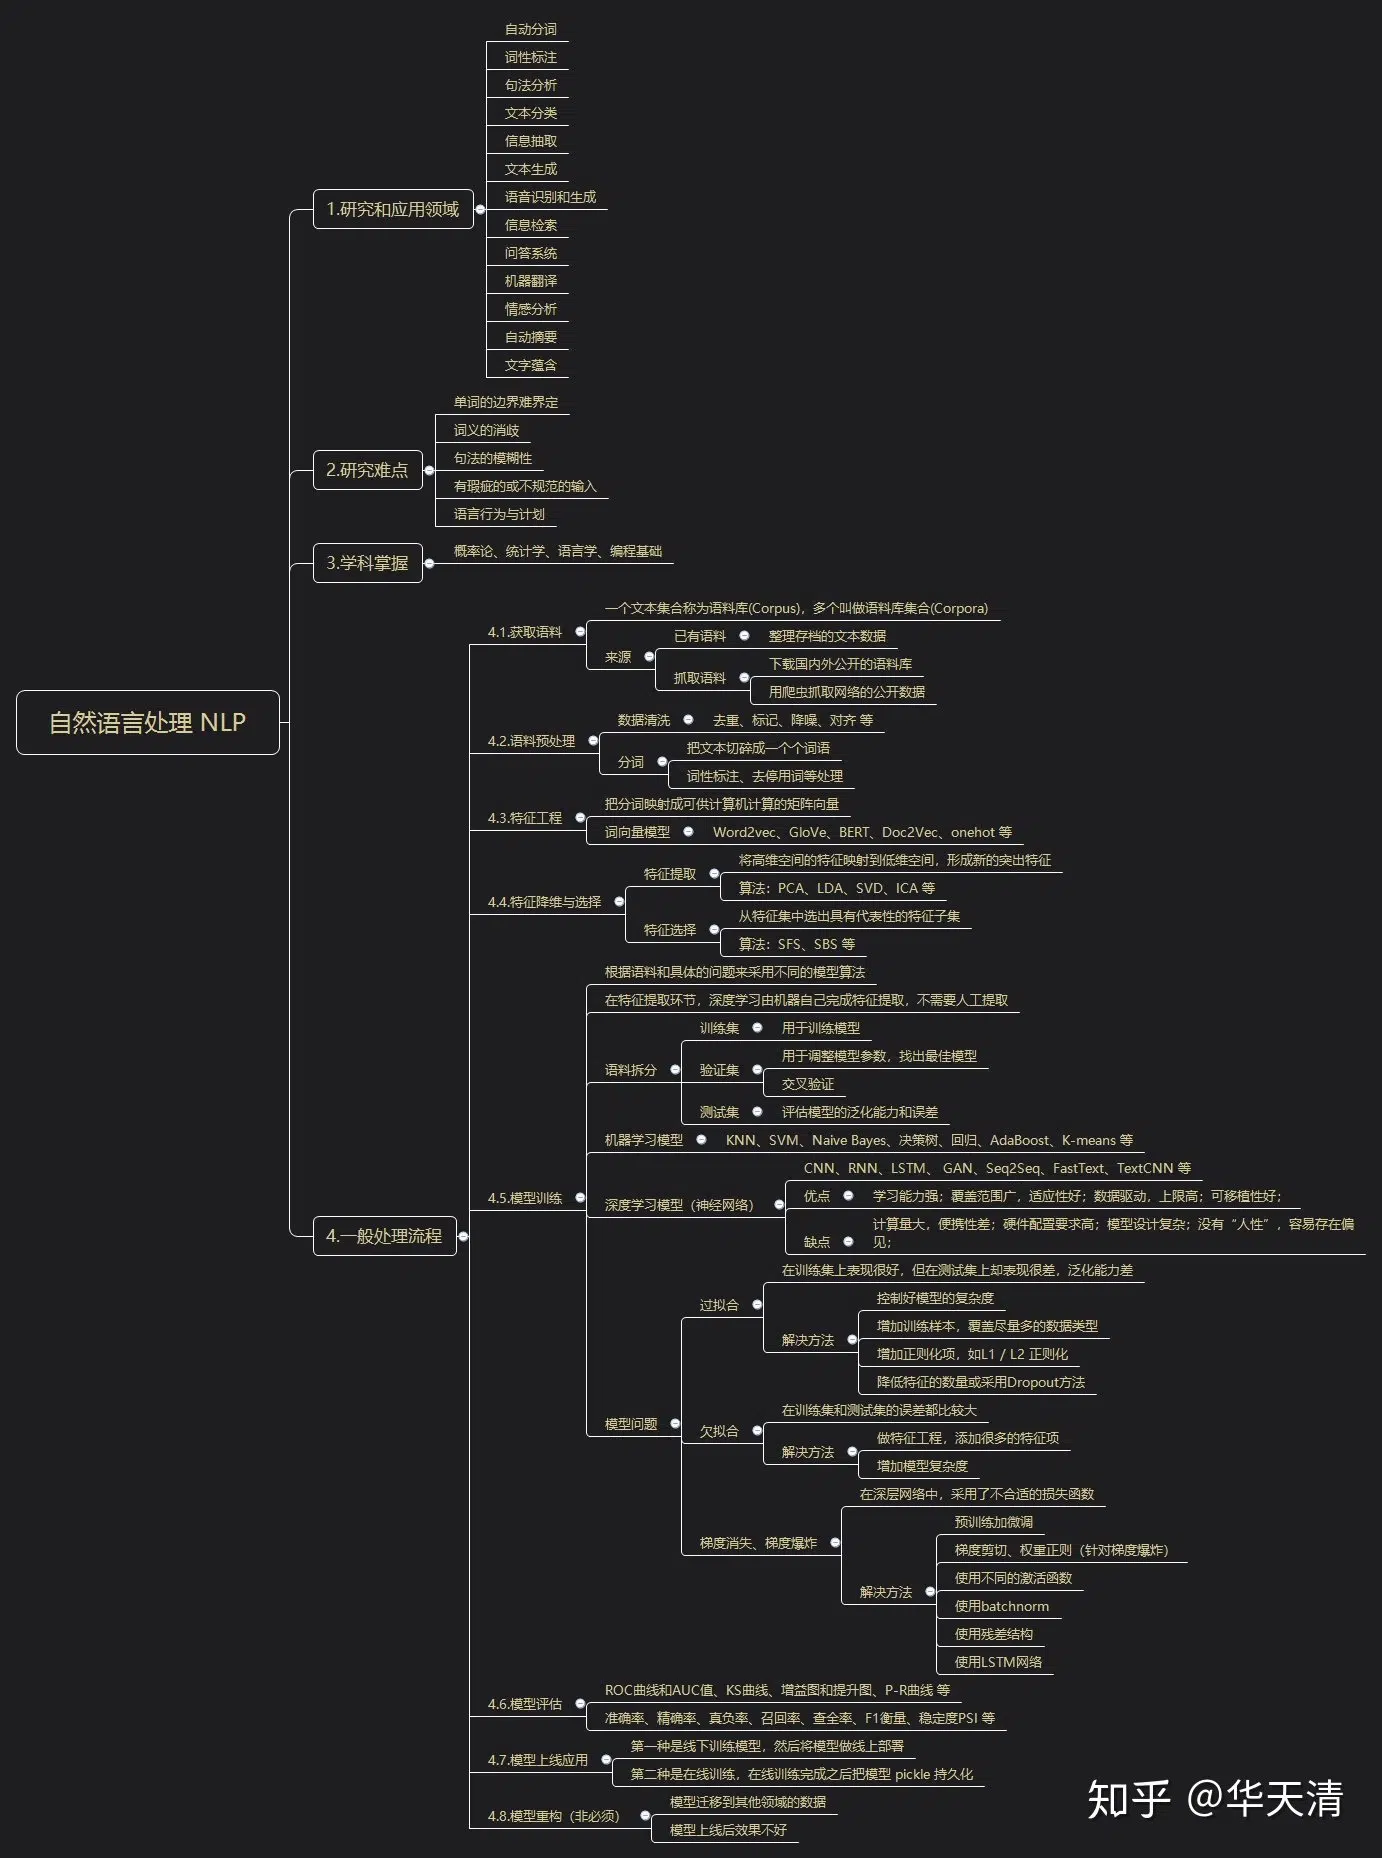 自然语言处理 NLP
1.研究和应用领域
自动分词
词性标注
句法分析
文本分类
信息抽取
文本生成
语音识别和生成
信息检索
问答系统
机器翻译
情感分析
自动摘要
文字蕴含
2.研究难点
单词的边界难界定
词义的消歧
句法的模糊性
有瑕疵的或不规范的输入
语言行为与计划
3.学科掌握
概率论、统计学、语言学、编程基础
4.一般处理流程
4.1.获取语料
一个文本集合称为语料库(Corpus)，多个叫做语料库集合(Corpora)
来源
已有语料
整理存档的文本数据
抓取语料
下载国内外公开的语料库
用爬虫抓取网络的公开数据
4.2.语料预处理
数据清洗
去重、标记、降噪、对齐 等
分词
把文本切碎成一个个词语
词性标注、去停用词等处理
4.3.特征工程
把分词映射成可供计算机计算的矩阵向量
词向量模型
Word2vec、GloVe、BERT、Doc2Vec、onehot 等
4.4.特征降维与选择
特征提取
将高维空间的特征映射到低维空间，形成新的突出特征
算法：PCA、LDA、SVD、ICA 等
特征选择
从特征集中选出具有代表性的特征子集
算法：SFS、SBS 等
4.5.模型训练
根据语料和具体的问题来采用不同的模型算法
在特征提取环节，深度学习由机器自己完成特征提取，不需要人工提取
语料拆分
训练集
用于训练模型
验证集
用于调整模型参数，找出最佳模型
交叉验证
测试集
评估模型的泛化能力和误差
机器学习模型
KNN、SVM、Naive Bayes、决策树、回归、AdaBoost、K-means 等
深度学习模型（神经网络）
CNN、RNN、LSTM、 GAN、Seq2Seq、FastText、TextCNN 等
优点
学习能力强；覆盖范围广，适应性好；数据驱动，上限高；可移植性好；
缺点
计算量大，便携性差；硬件配置要求高；模型设计复杂；没有“人性”，容易存在偏
见；
模型问题
过拟合
在训练集上表现很好，但在测试集上却表现很差，泛化能力差
解决方法
控制好模型的复杂度
增加训练样本，覆盖尽量多的数据类型
增加正则化项，如L1 / L2 正则化
降低特征的数量或采用Dropout方法
欠拟合
在训练集和测试集的误差都比较大
解决方法
做特征工程，添加很多的特征项
增加模型复杂度
梯度消失、梯度爆炸
在深层网络中，采用了不合适的损失函数
解决方法
预训练加微调
梯度剪切、权重正则（针对梯度爆炸）
使用不同的激活函数
使用batchnorm
使用残差结构
使用LSTM网络
4.6.模型评估
ROC曲线和AUC值、KS曲线、增益图和提升图、P-R曲线 等
准确率、精确率、真负率、召回率、查全率、F1衡量、稳定度PSI 等
4.7.模型上线应用
第一种是线下训练模型，然后将模型做线上部署
第二种是在线训练，在线训练完成之后把模型 pickle 持久化
4.8.模型重构（非必须）
模型迁移到其他领域的数据
模型上线后效果不好
知乎 @华天清